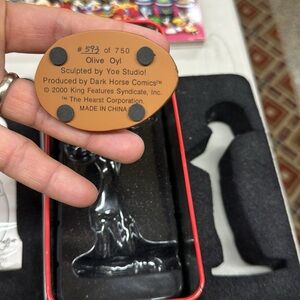 # 593 of 750
Olive Oyl
Sculpted by Yoe Studio!
Produced by Dark Horse Comics™
© 2000 King Features Syndicate, Inc.
™ The Hearst Corporation.
MADE IN CHINA